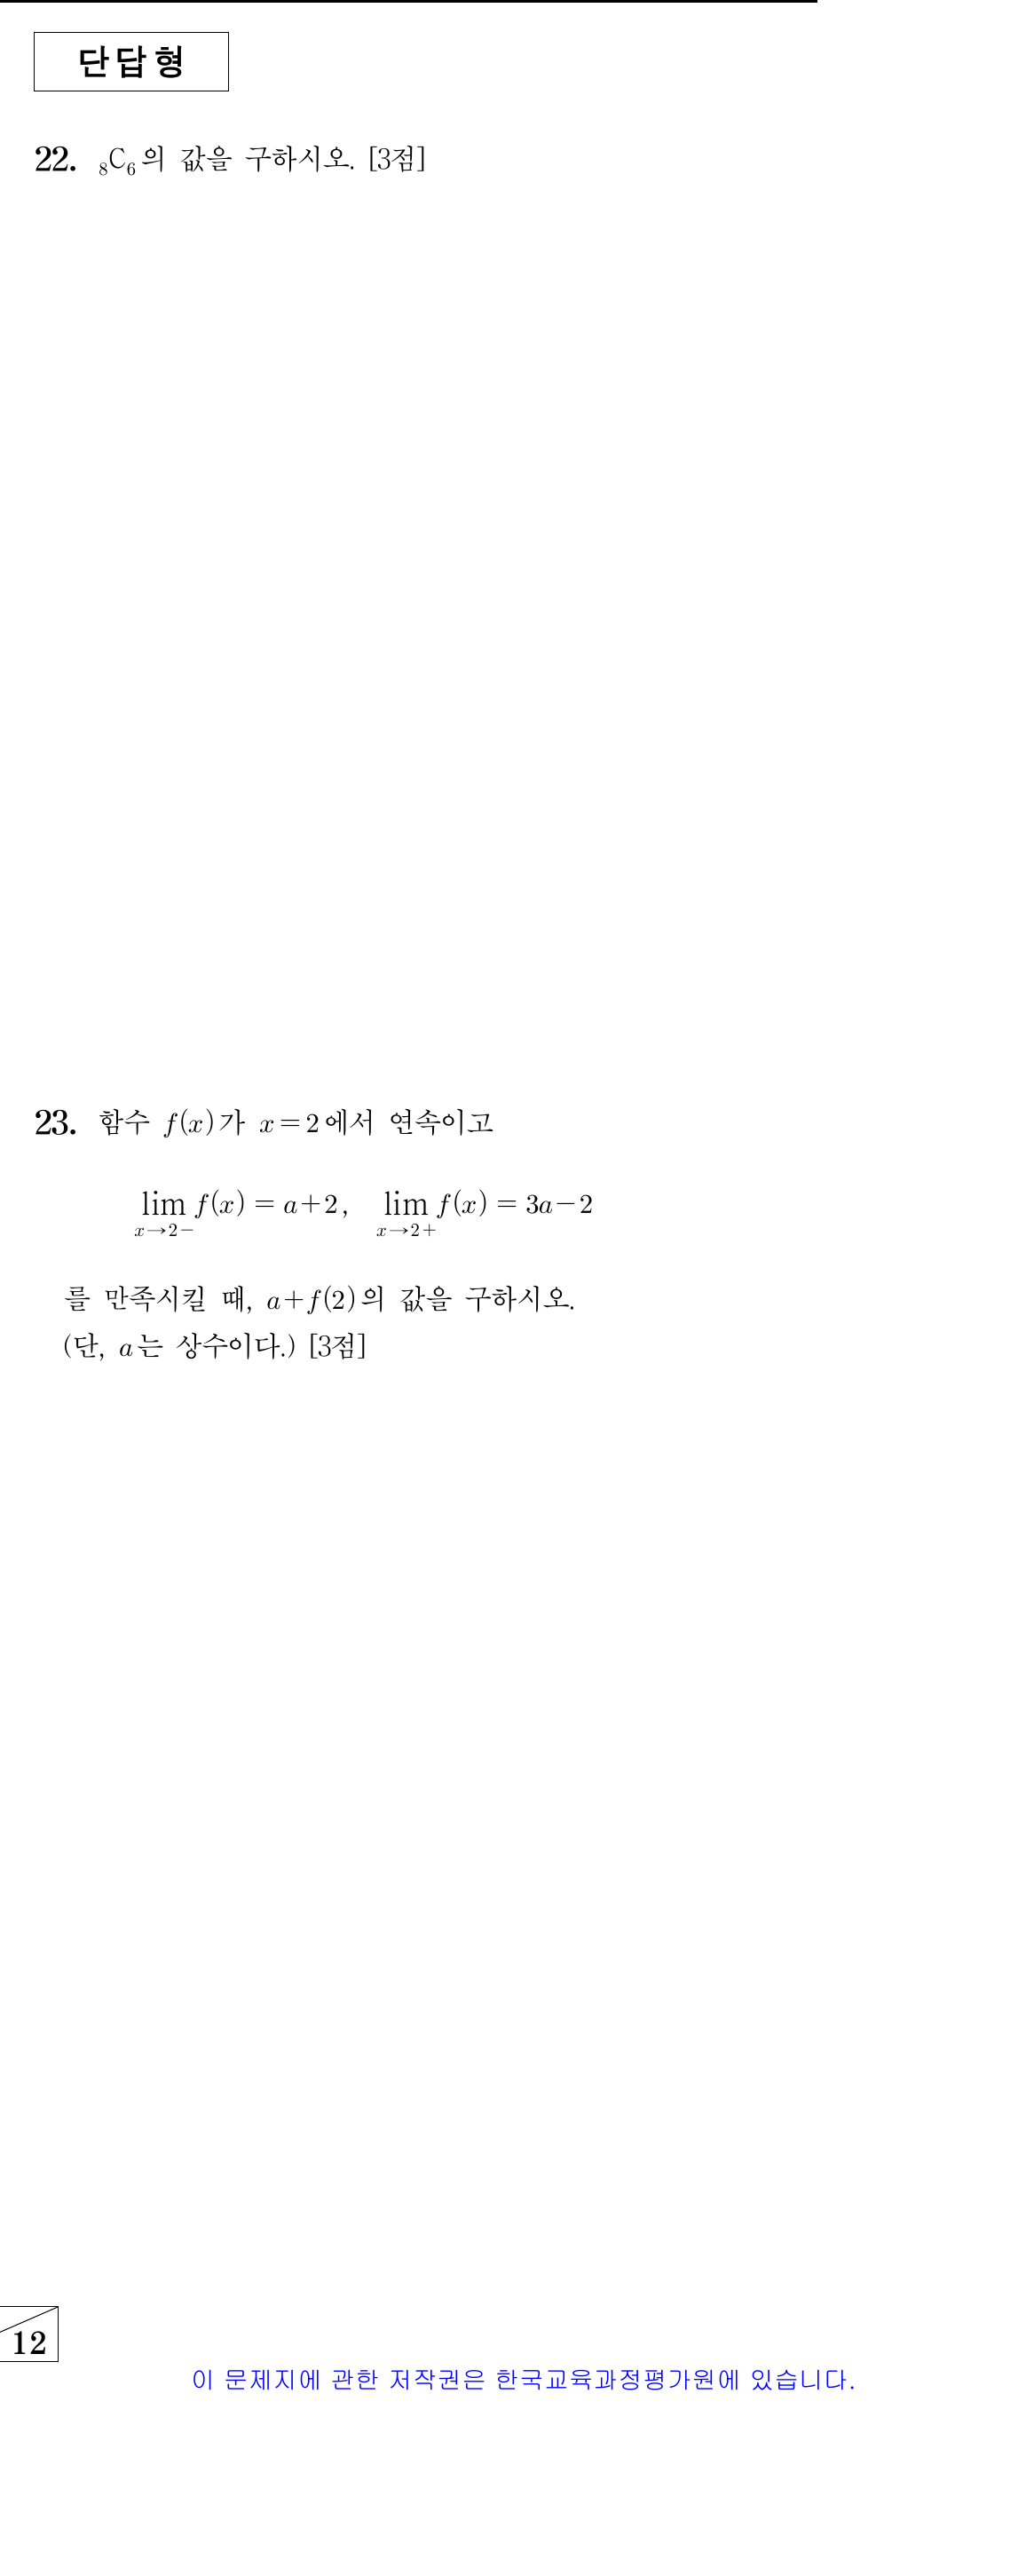 단답형
22. ₈C₆의 값을 구하시오. [3점]
23. 함수 f(x)가 x=2에서 연속이고
lim_{x→2-} f(x) = a+2, lim_{x→2+} f(x) = 3a-2
를 만족시킬 때, a+f(2)의 값을 구하시오.
(단, a는 상수이다.) [3점]
12
이 문제지에 관한 저작권은 한국교육과정평가원에 있습니다.